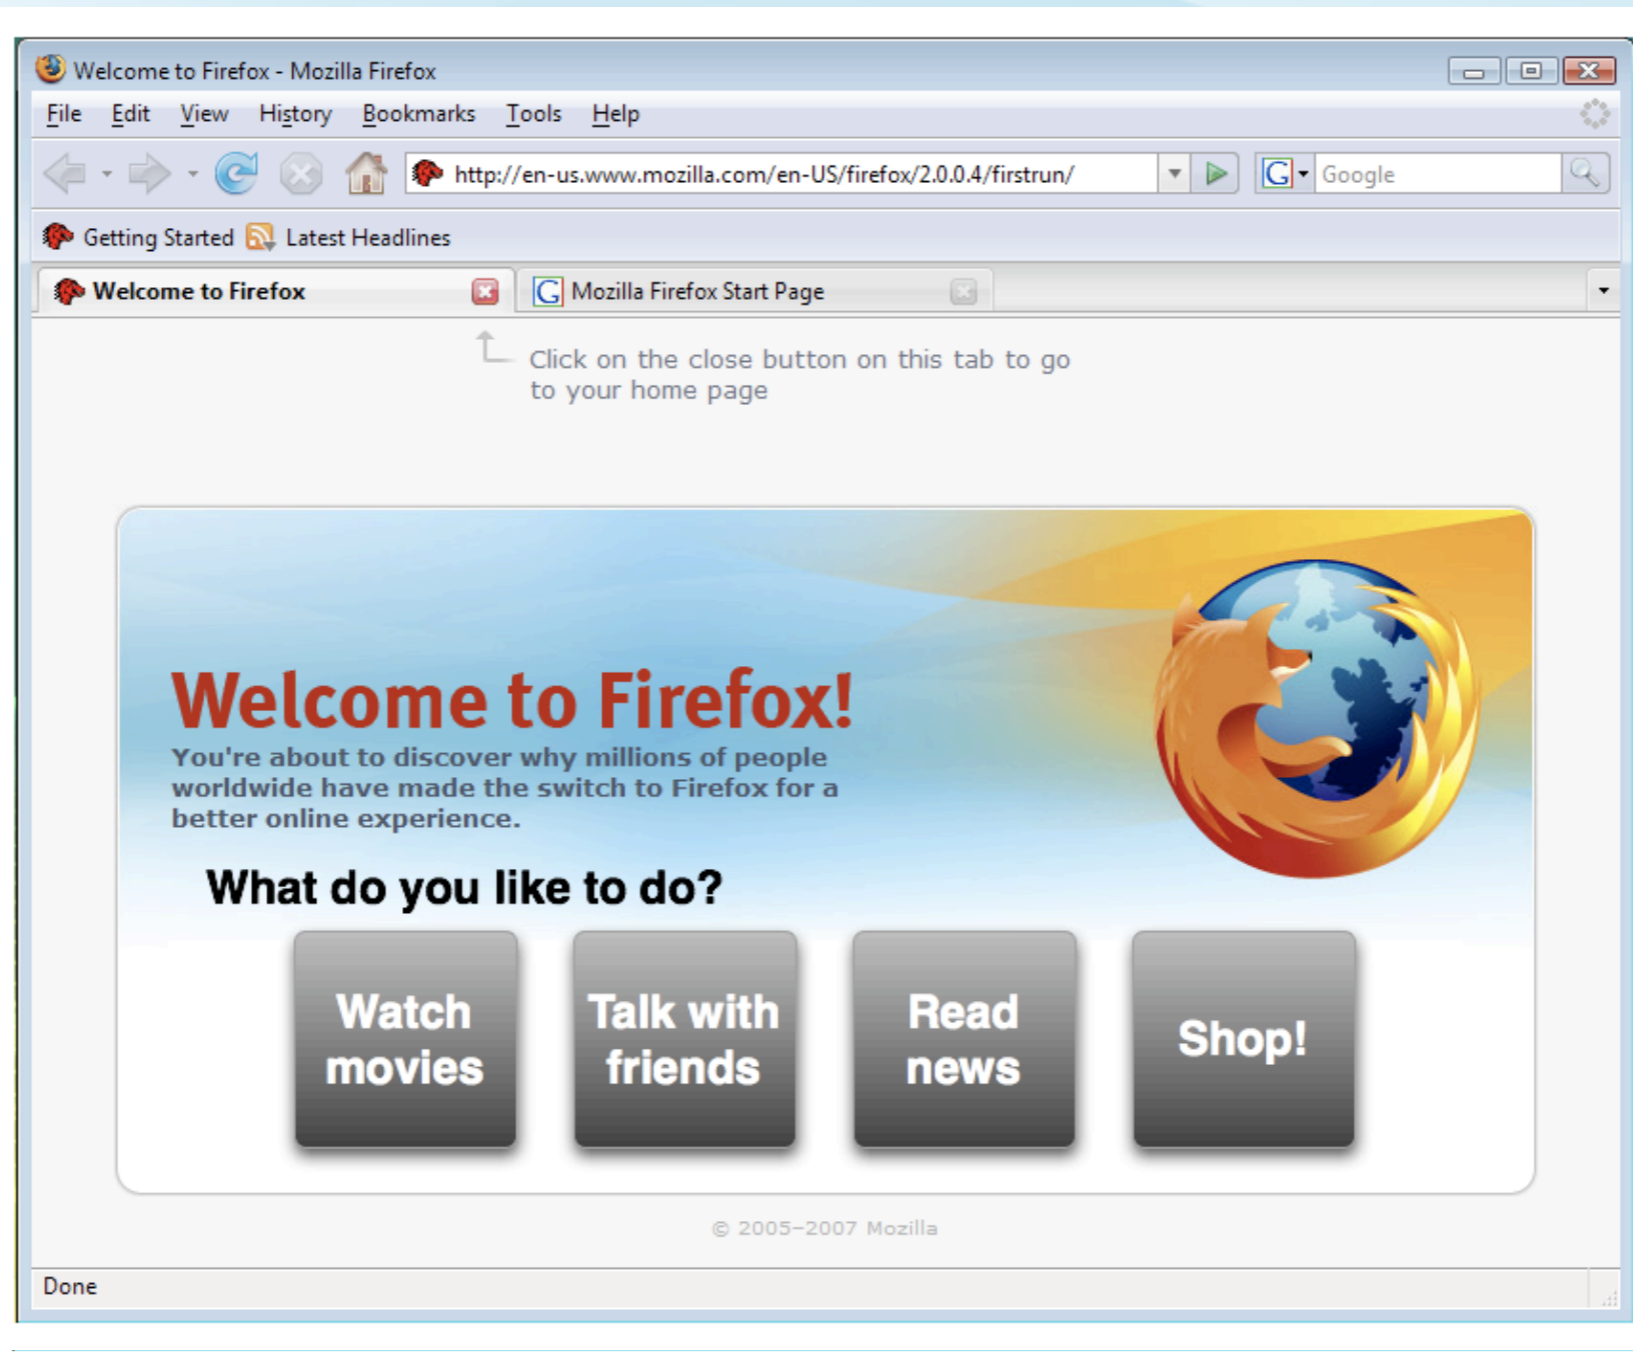 Welcome to Firefox - Mozilla Firefox
File Edit View History Bookmarks Tools Help
http://en-us.www.mozilla.com/en-US/firefox/2.0.0.4/firstrun/ G Google
Getting Started Latest Headlines
Welcome to Firefox G Mozilla Firefox Start Page
Click on the close button on this tab to go
to your home page
Welcome to Firefox!
You're about to discover why millions of people
worldwide have made the switch to Firefox for a
better online experience.
What do you like to do?
Watch
movies
Talk with
friends
Read
news
Shop!
© 2005–2007 Mozilla
Done